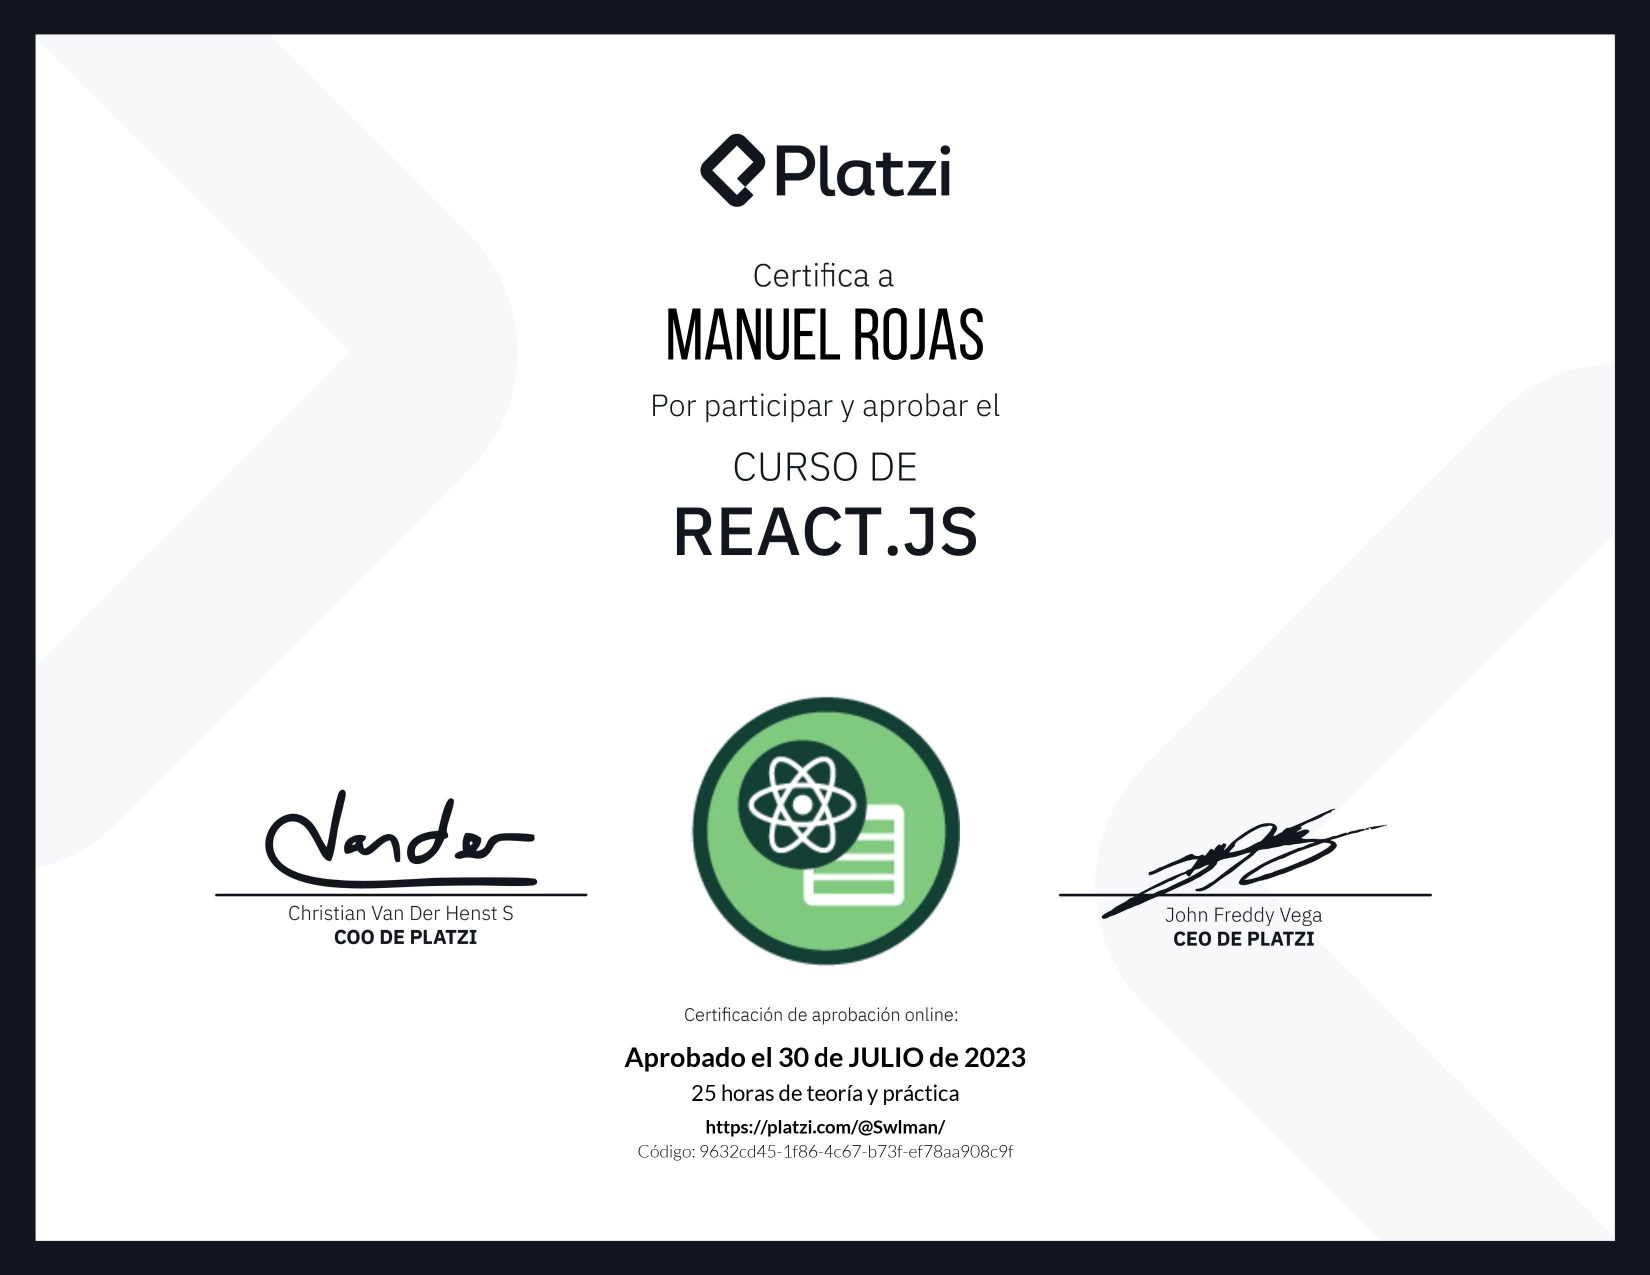 Platzi
Certifica a
MANUEL ROJAS
Por participar y aprobar el
CURSO DE
REACT.JS
Vander
Christian Van Der Henst S
COO DE PLATZI
John Freddy Vega
CEO DE PLATZI
Certificación de aprobación online:
Aprobado el 30 de JULIO de 2023
25 horas de teoría y práctica
https://platzi.com/@Swlman/
Código: 9632cd45-1f86-4c67-b73f-ef78aa908c9f